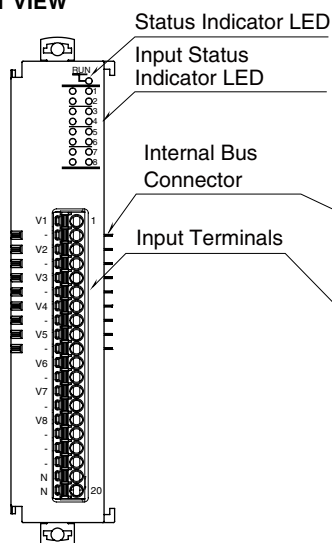 VIEW
Status Indicator LED
Input Status
Indicator LED
RUN
1
2
3
4
5
6
7
8
Internal Bus
Connector
Input Terminals
V1 1
-
V2
-
V3
-
V4
-
V5
-
V6
-
V7
-
V8
-
-
-
N
N 20